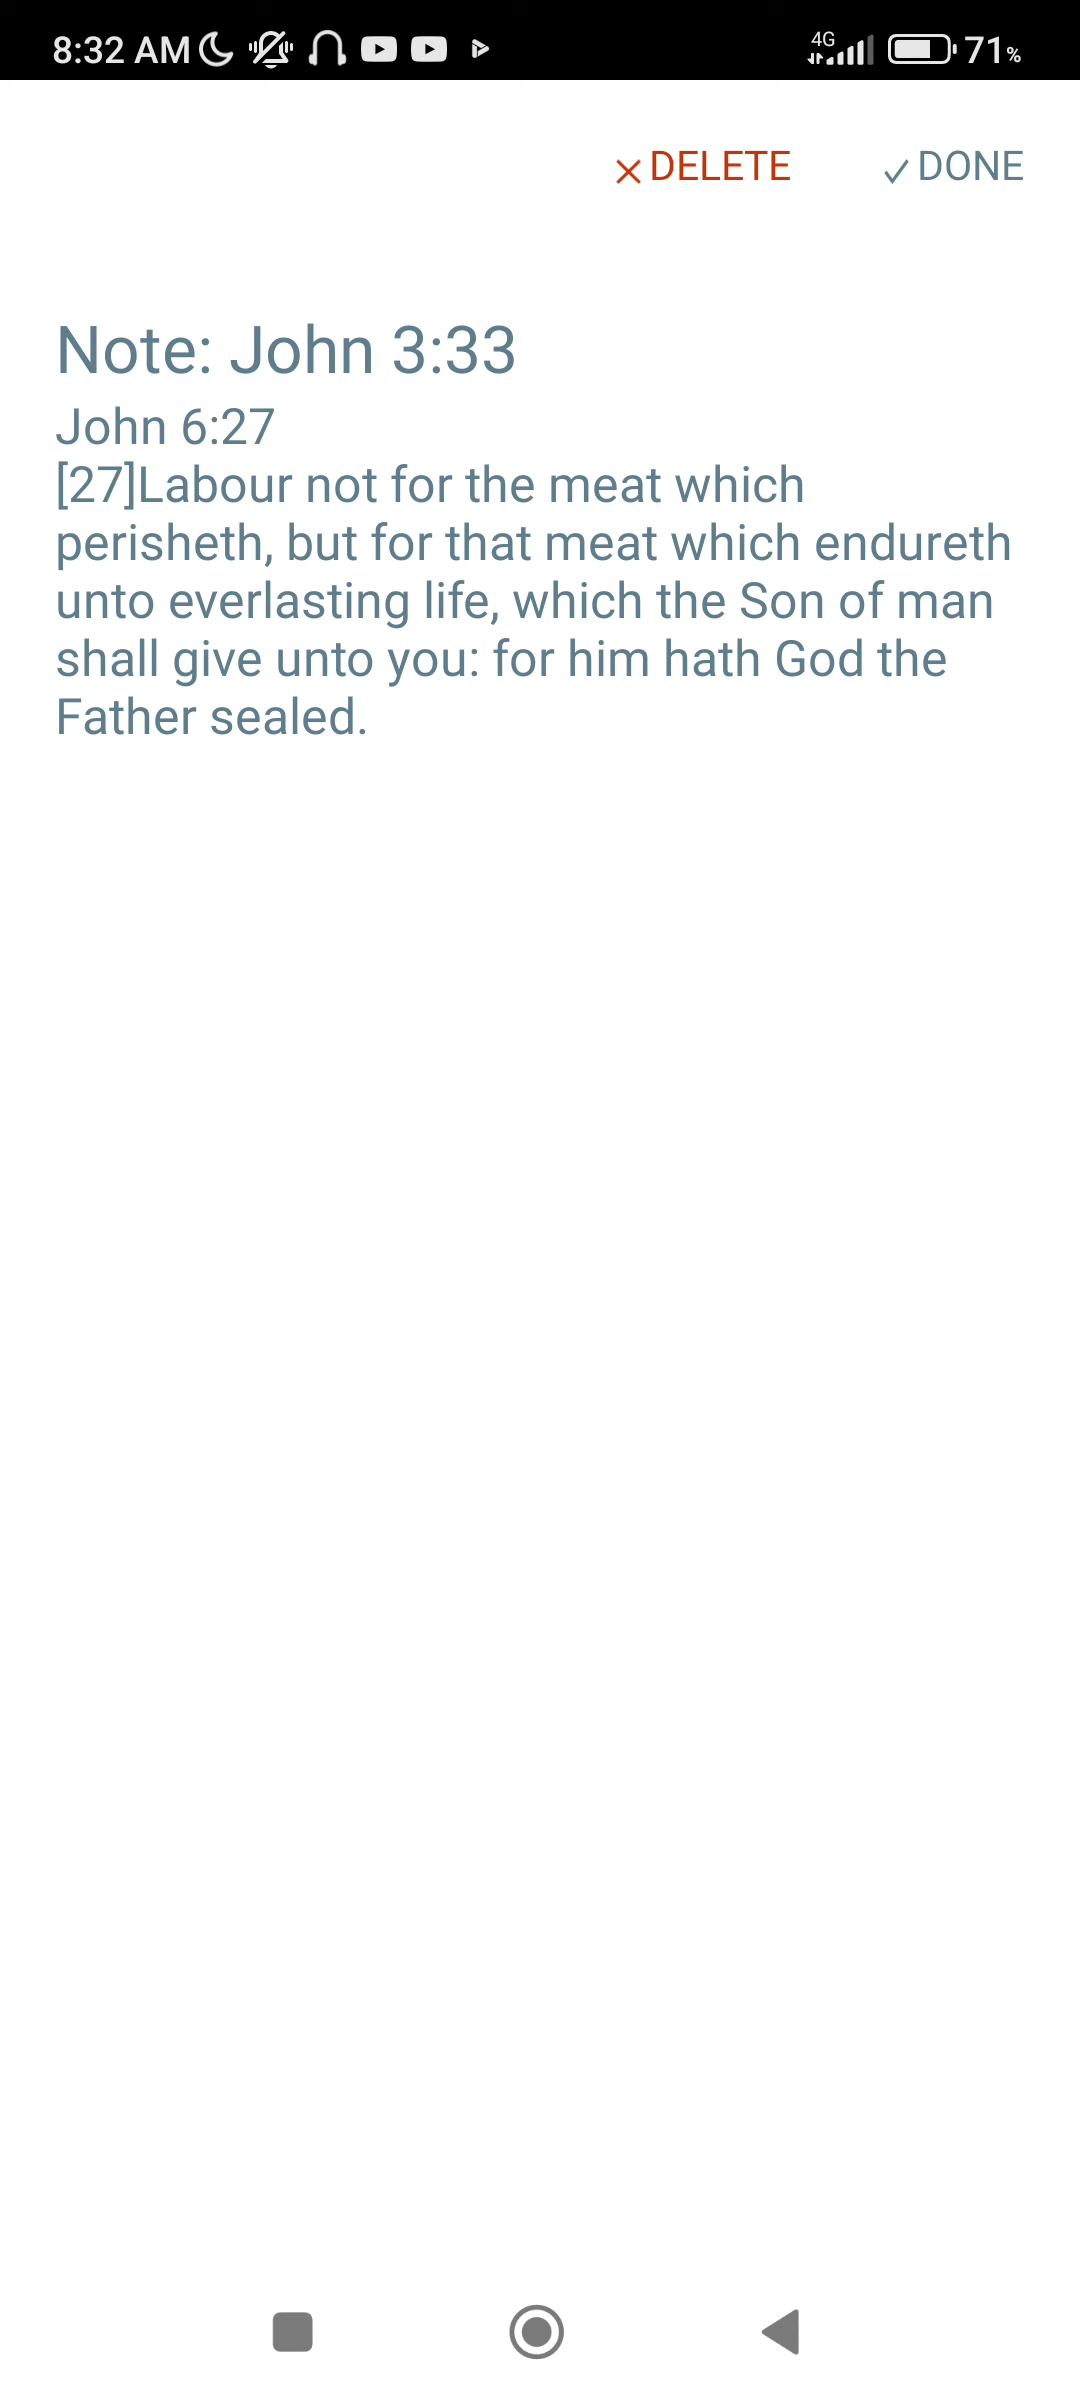 8:32 AM 4G 71%
DELETE DONE
Note: John 3:33
John 6:27
[27]Labour not for the meat which
perisheth, but for that meat which endureth
unto everlasting life, which the Son of man
shall give unto you: for him hath God the
Father sealed.